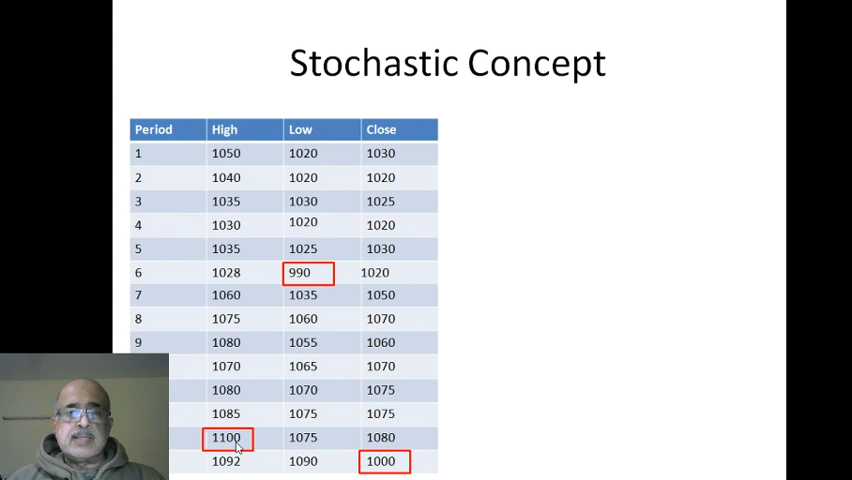 Stochastic Concept
Period High Low Close
1 1050 1020 1030
2 1040 1020 1020
3 1035 1030 1025
4 1030 1020 1020
5 1035 1025 1030
6 1028 990 1020
7 1060 1035 1050
8 1075 1060 1070
9 1080 1055 1060
1070 1065 1070
1080 1070 1075
1085 1075 1075
1100 1075 1080
1092 1090 1000